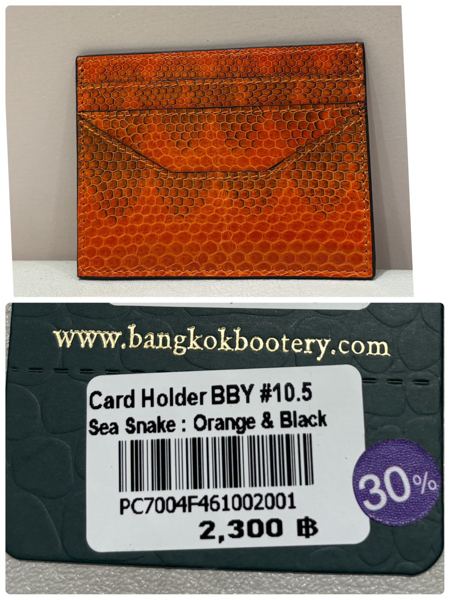 www.bangkokbootery.com
Card Holder BBY #10.5
Sea Snake : Orange & Black
PC7004F461002001
2,300 ฿
30%